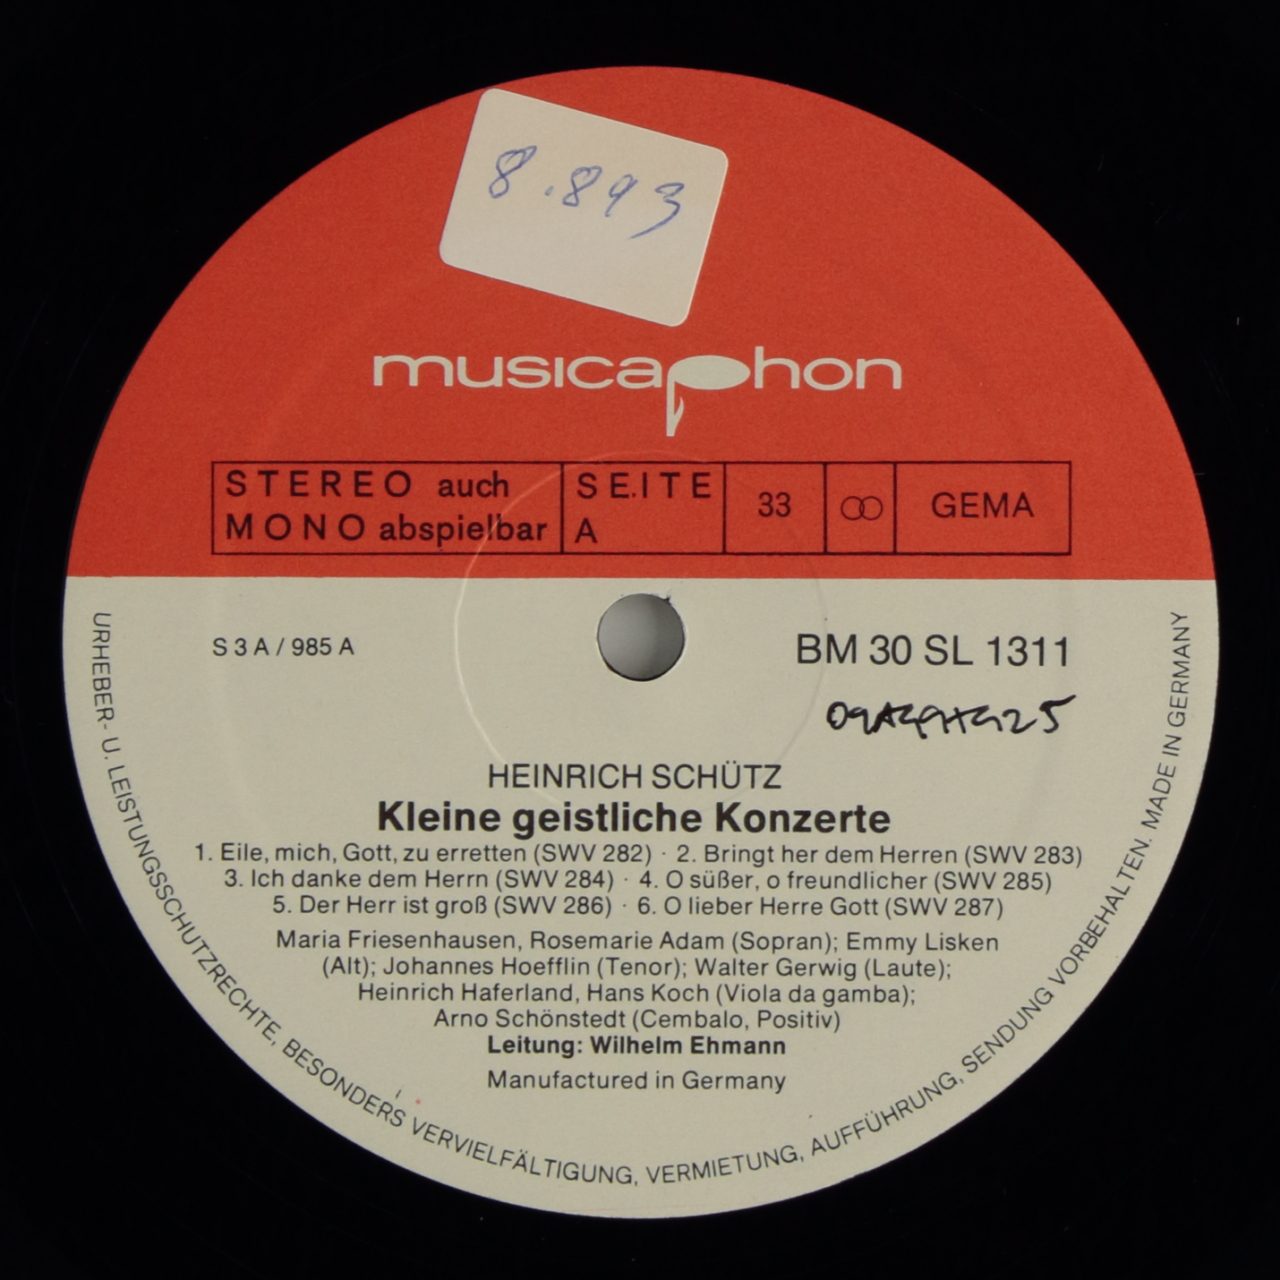 8.893
musicaphon
STEREO auch
MONO abspielbar
SEITE
A
33
GEMA
S 3 A / 985 A
BM 30 SL 1311
HEINRICH SCHÜTZ
Kleine geistliche Konzerte
1. Eile, mich, Gott, zu erretten (SWV 282) · 2. Bringt her dem Herren (SWV 283)
3. Ich danke dem Herrn (SWV 284) · 4. O süßer, o freundlicher (SWV 285)
5. Der Herr ist groß (SWV 286) · 6. O lieber Herre Gott (SWV 287)
Maria Friesenhausen, Rosemarie Adam (Sopran); Emmy Lisken
(Alt); Johannes Hoefflin (Tenor); Walter Gerwig (Laute);
Heinrich Haferland, Hans Koch (Viola da gamba);
Arno Schönstedt (Cembalo, Positiv)
Leitung: Wilhelm Ehmann
Manufactured in Germany
URHEBER- U. LEISTUNGSSCHUTZRECHTE, BESONDERS VERVIELFÄLTIGUNG, VERMIETUNG, AUFFÜHRUNG, SENDUNG VORBEHALTEN. MADE IN GERMANY